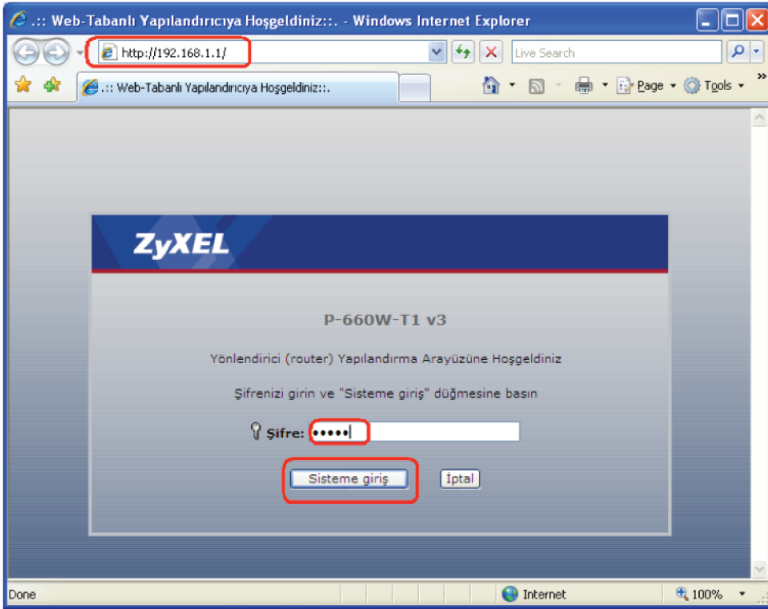 .:: Web-Tabanlı Yapılandırıcıya Hoşgeldiniz::. - Windows Internet Explorer
http://192.168.1.1/
Live Search
.:: Web-Tabanlı Yapılandırıcıya Hoşgeldiniz::.
Page
Tools
ZyXEL
P-660W-T1 v3
Yönlendirici (router) Yapılandırma Arayüzüne Hoşgeldiniz
Şifrenizi girin ve "Sisteme giriş" düğmesine basın
Şifre: •••••
Sisteme giriş
İptal
Done
Internet
100%